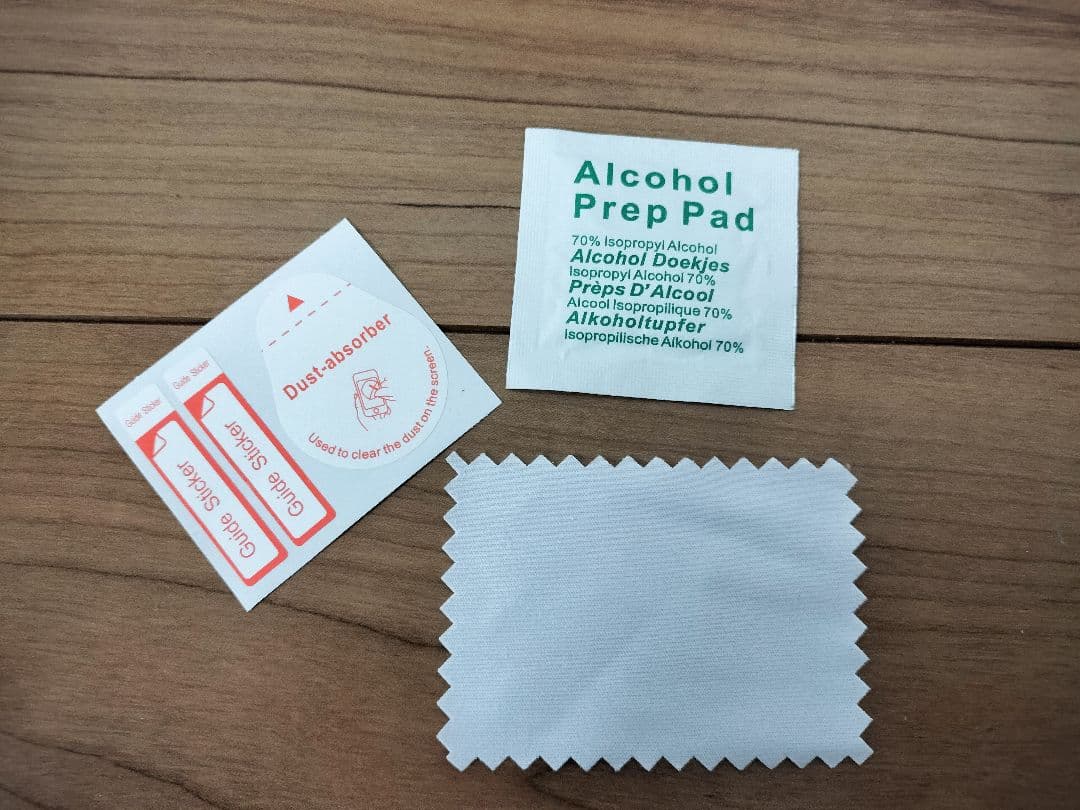 Alcohol
Prep Pad
70% Isopropyl Alcohol
Alcohol Doekjes
Isopropyl Alcohol 70%
Prèps D'Alcool
Alcool Isopropilique 70%
Alkoholtupfer
Isopropilische Alkohol 70%
Dust-absorber
Used to clear the dust on the screen.
Guide Sticker
Guide Sticker
Guide Sticker
Guide Sticker